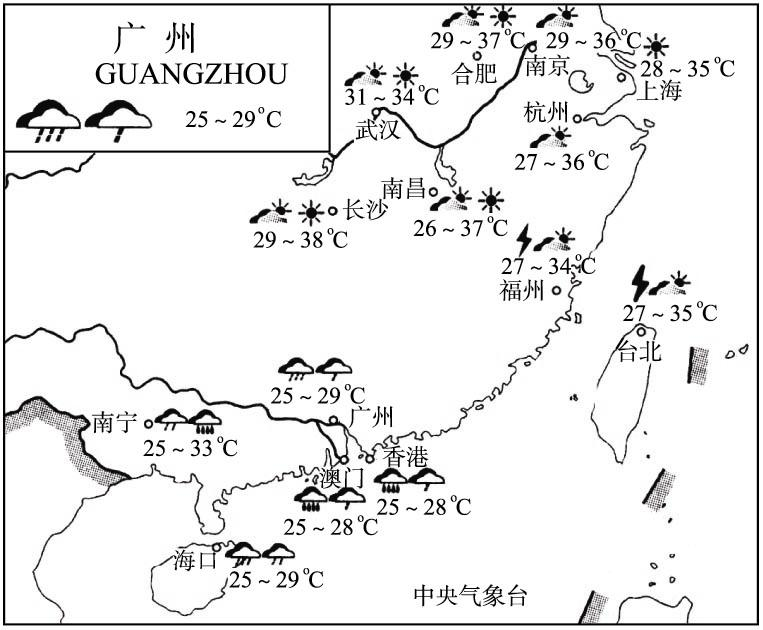 广州
GUANGZHOU
25~29℃
29~37℃
合肥
29~36℃
南京
28~35℃
上海
31~34℃
武汉
杭州
27~36℃
南昌
26~37℃
长沙
29~38℃
27~34℃
福州
27~35℃
台北
25~29℃
广州
南宁
25~33℃
香港
25~28℃
澳门
25~28℃
海口
25~29℃
中央气象台